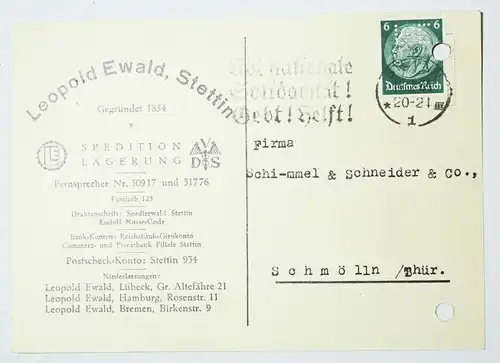 Leopold Ewald, Stettin
Gegründet 1854
SPEDITION
LAGERUNG
VDS
Fernsprecher Nr. 30917 und 31776
Postfach 123
Drahtanschrift: Spedierwald Stettin
Rudolf Mosse-Code
Bank-Konten: Reichsbank-Girokonto
Commerz- und Privatbank Filiale Stettin
Postscheck-Konto: Stettin 934
Niederlassungen:
Leopold Ewald, Lübeck, Gr. Altefähre 21
Leopold Ewald, Hamburg, Rosenstr. 11
Leopold Ewald, Bremen, Birkenstr. 9
nationale
Solidarität!
Gebt! Helft!
6 6
Deutsches Reich
* 20-21
1
Firma
Schi-mmel & Schneider & Co.,
Schmölln /Thür.